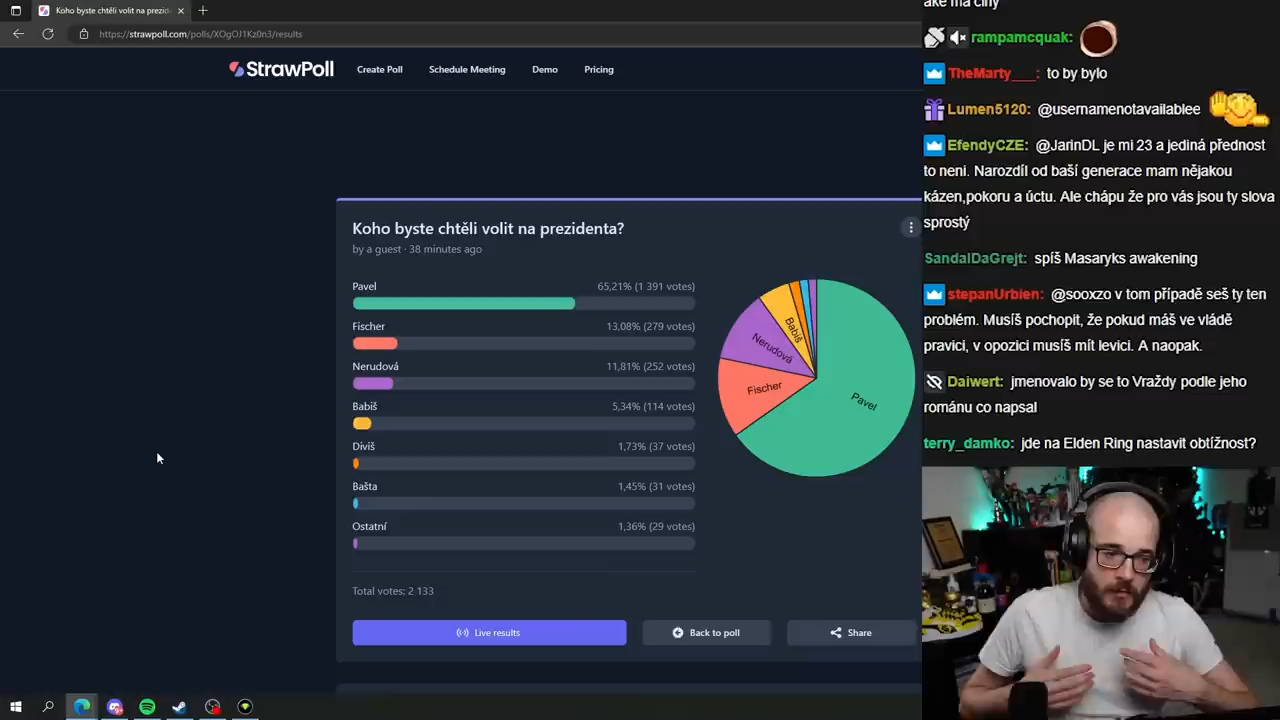 Koho byste chtěli volit na prezid
https://strawpoll.com/polls/XOgOJ1Kz0n3/results
StrawPoll
Create Poll
Schedule Meeting
Demo
Pricing
Koho byste chtěli volit na prezidenta?
by a guest · 38 minutes ago
Pavel 65,21% (1 391 votes)
Fischer 13,08% (279 votes)
Nerudová 11,81% (252 votes)
Babiš 5,34% (114 votes)
Diviš 1,73% (37 votes)
Bašta 1,45% (31 votes)
Ostatní 1,36% (29 votes)
Total votes: 2 133
Babiš
Nerudová
Fischer
Pavel
Live results
Back to poll
Share
ake ma ciny
rampamcquak:
TheMarty___: to by bylo
Lumen5120: @usernamenotavailablee
EfendyCZE: @JarinDL je mi 23 a jediná přednost
to neni. Narozdíl od baší generace mam nějakou
kázen,pokoru a úctu. Ale chápu že pro vás jsou ty slova
sprostý
SandalDaGrejt: spíš Masaryks awakening
stepanUrbien: @sooxzo v tom případě seš ty ten
problém. Musíš pochopit, že pokud máš ve vládě
pravici, v opozici musíš mít levici. A naopak.
Daiwert: jmenovalo by se to Vraždy podle jeho
románu co napsal
terry_damko: jde na Elden Ring nastavit obtížnost?